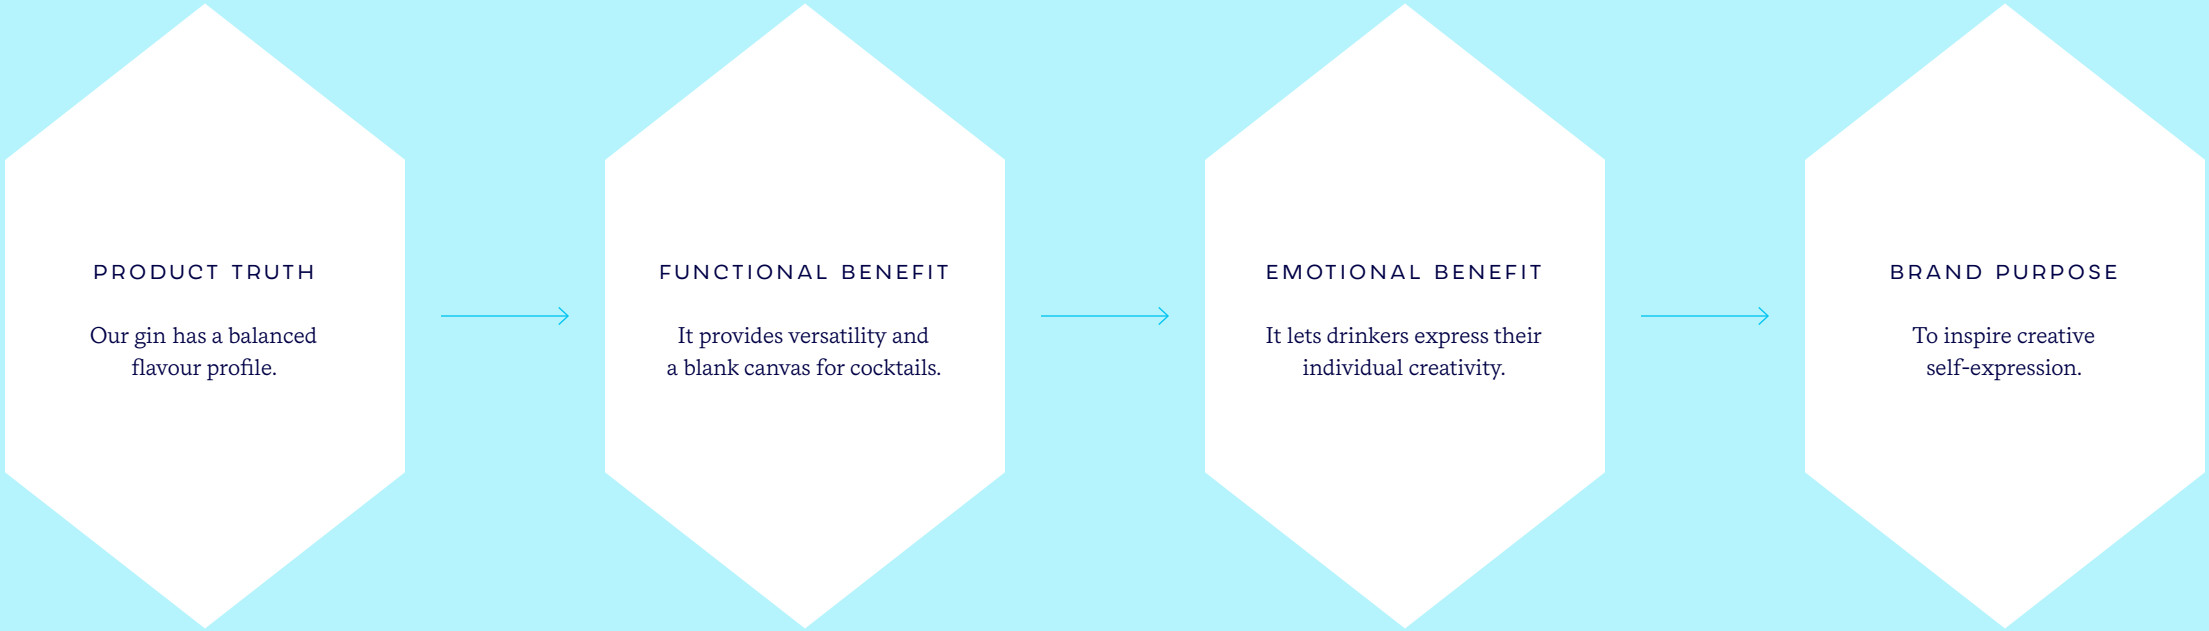 PRODUCT TRUTH
Our gin has a balanced
flavour profile.
FUNCTIONAL BENEFIT
It provides versatility and
a blank canvas for cocktails.
EMOTIONAL BENEFIT
It lets drinkers express their
individual creativity.
BRAND PURPOSE
To inspire creative
self-expression.